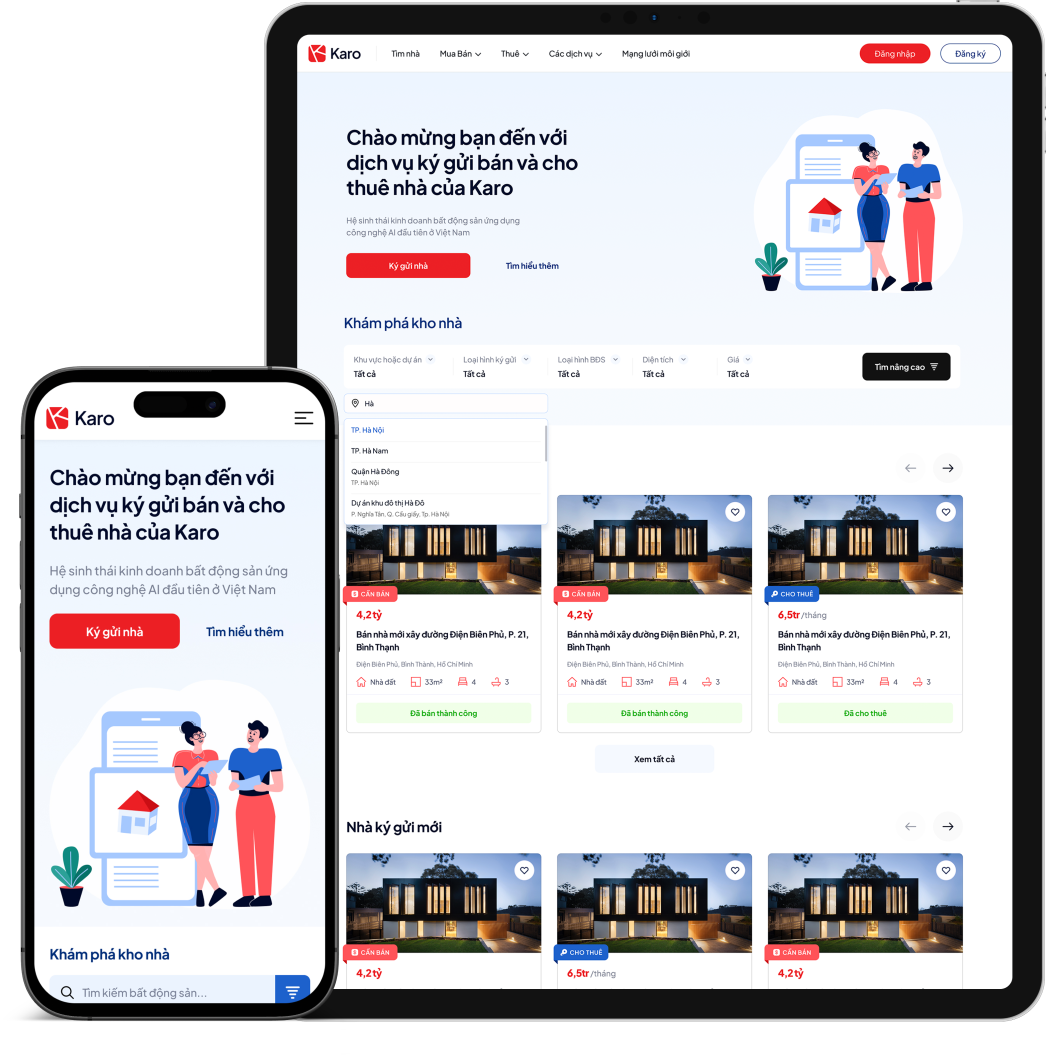 Karo
Tìm nhà
Mua Bán
Thuê
Các dịch vụ
Mạng lưới môi giới
Đăng nhập
Đăng ký
Chào mừng bạn đến với
dịch vụ ký gửi bán và cho
thuê nhà của Karo
Hệ sinh thái kinh doanh bất động sản ứng dụng
công nghệ AI đầu tiên ở Việt Nam
Ký gửi nhà
Tìm hiểu thêm
Khám phá kho nhà
Khu vực hoặc dự án
Tất cả
Loại hình ký gửi
Tất cả
Loại hình BĐS
Tất cả
Diện tích
Tất cả
Giá
Tất cả
Tìm nâng cao
Hà
TP. Hà Nội
TP. Hà Nam
Quận Hà Đông
TP. Hà Nội
Dự án khu đô thị Hà Đô
P. Nghĩa Tân, Q. Cầu giấy, Tp. Hà Nội
CẦN BÁN
4,2 tỷ
Bán nhà mới xây đường Điện Biên Phủ, P. 21,
Bình Thạnh
Điện Biên Phủ, Bình Thành, Hồ Chí Minh
Nhà đất
33m²
4
3
Đã bán thành công
CẦN BÁN
4,2 tỷ
Bán nhà mới xây đường Điện Biên Phủ, P. 21,
Bình Thạnh
Điện Biên Phủ, Bình Thành, Hồ Chí Minh
Nhà đất
33m²
4
3
Đã bán thành công
CHO THUÊ
6,5tr /tháng
Bán nhà mới xây đường Điện Biên Phủ, P. 21,
Bình Thạnh
Điện Biên Phủ, Bình Thành, Hồ Chí Minh
Nhà đất
33m²
4
3
Đã cho thuê
Xem tất cả
Nhà ký gửi mới
CẦN BÁN
4,2 tỷ
CHO THUÊ
6,5tr /tháng
CẦN BÁN
4,2 tỷ
Karo
Chào mừng bạn đến với
dịch vụ ký gửi bán và cho
thuê nhà của Karo
Hệ sinh thái kinh doanh bất động sản ứng
dụng công nghệ AI đầu tiên ở Việt Nam
Ký gửi nhà
Tìm hiểu thêm
Khám phá kho nhà
Tìm kiếm bất động sản...